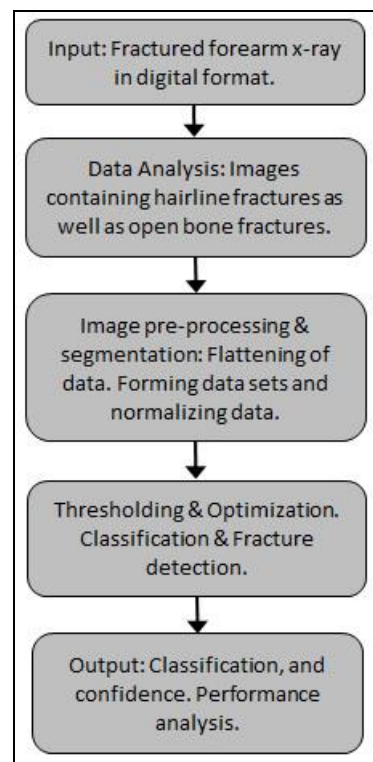 Input: Fractured forearm x-ray
in digital format.
Data Analysis: Images
containing hairline fractures as
well as open bone fractures.
Image pre-processing &
segmentation: Flattening of
data. Forming data sets and
normalizing data.
Thresholding & Optimization.
Classification & Fracture
detection.
Output: Classification, and
confidence. Performance
analysis.